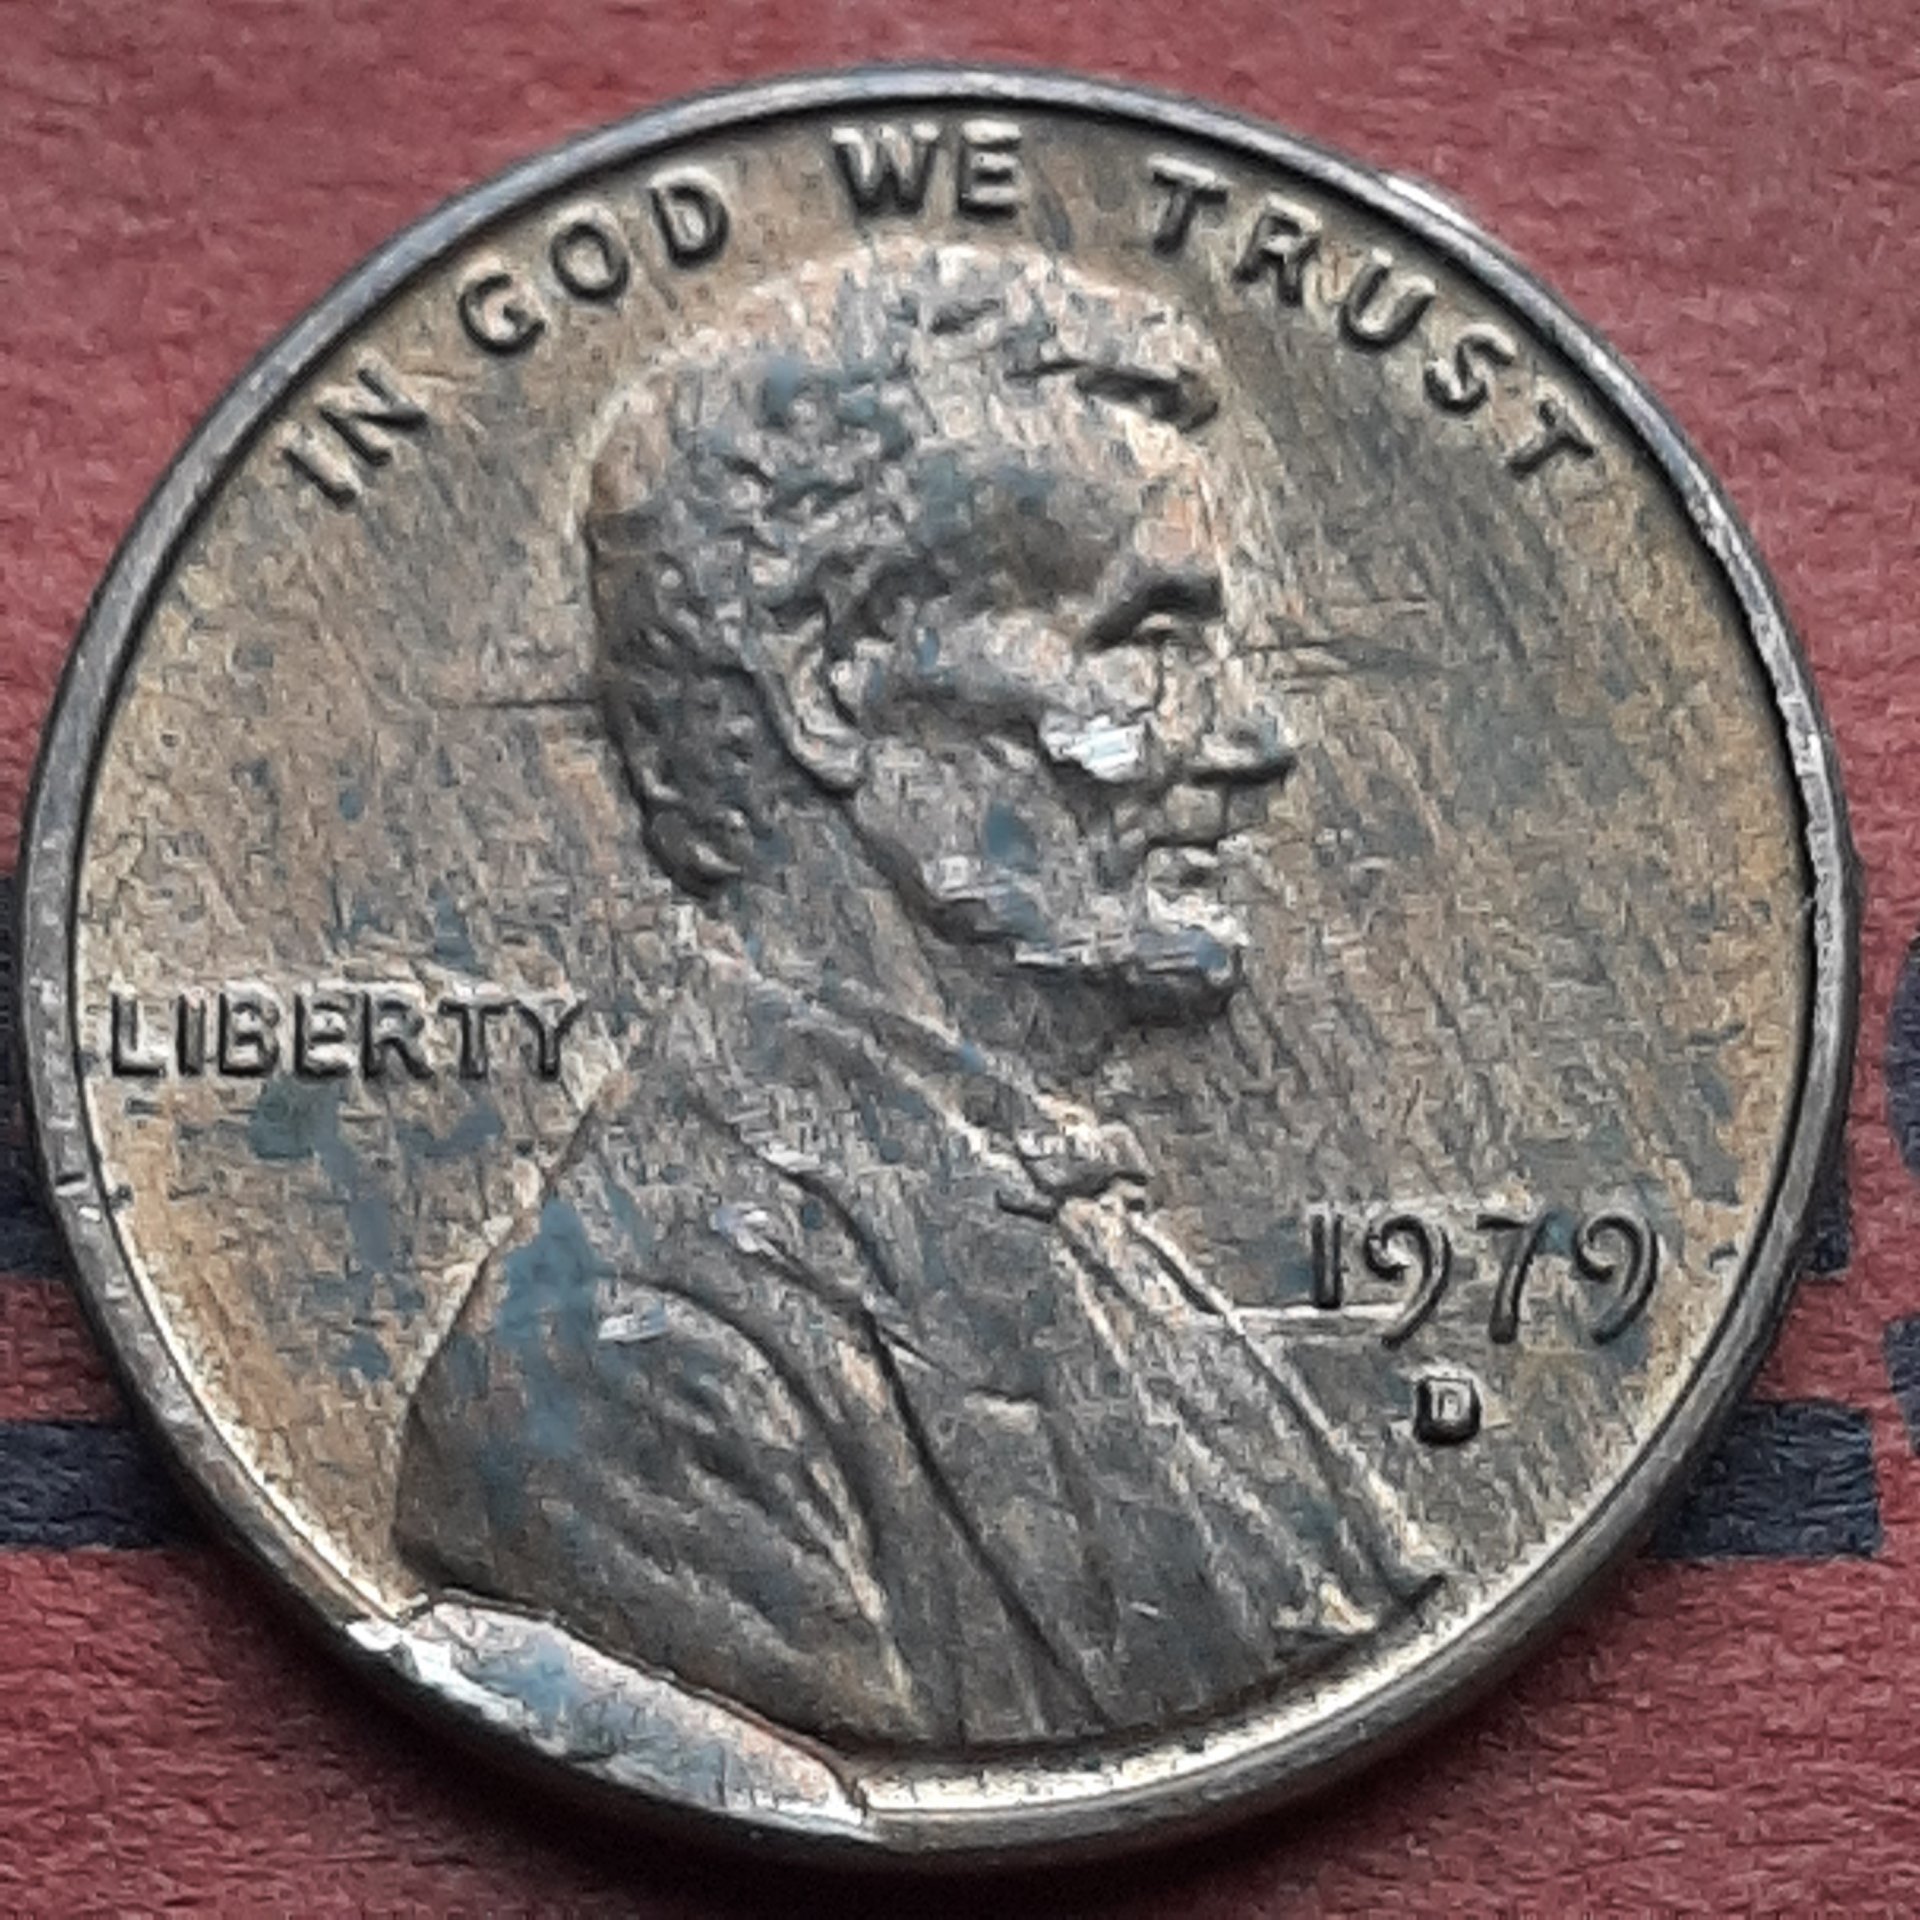 IN GOD WE TRUST
LIBERTY
1979
D